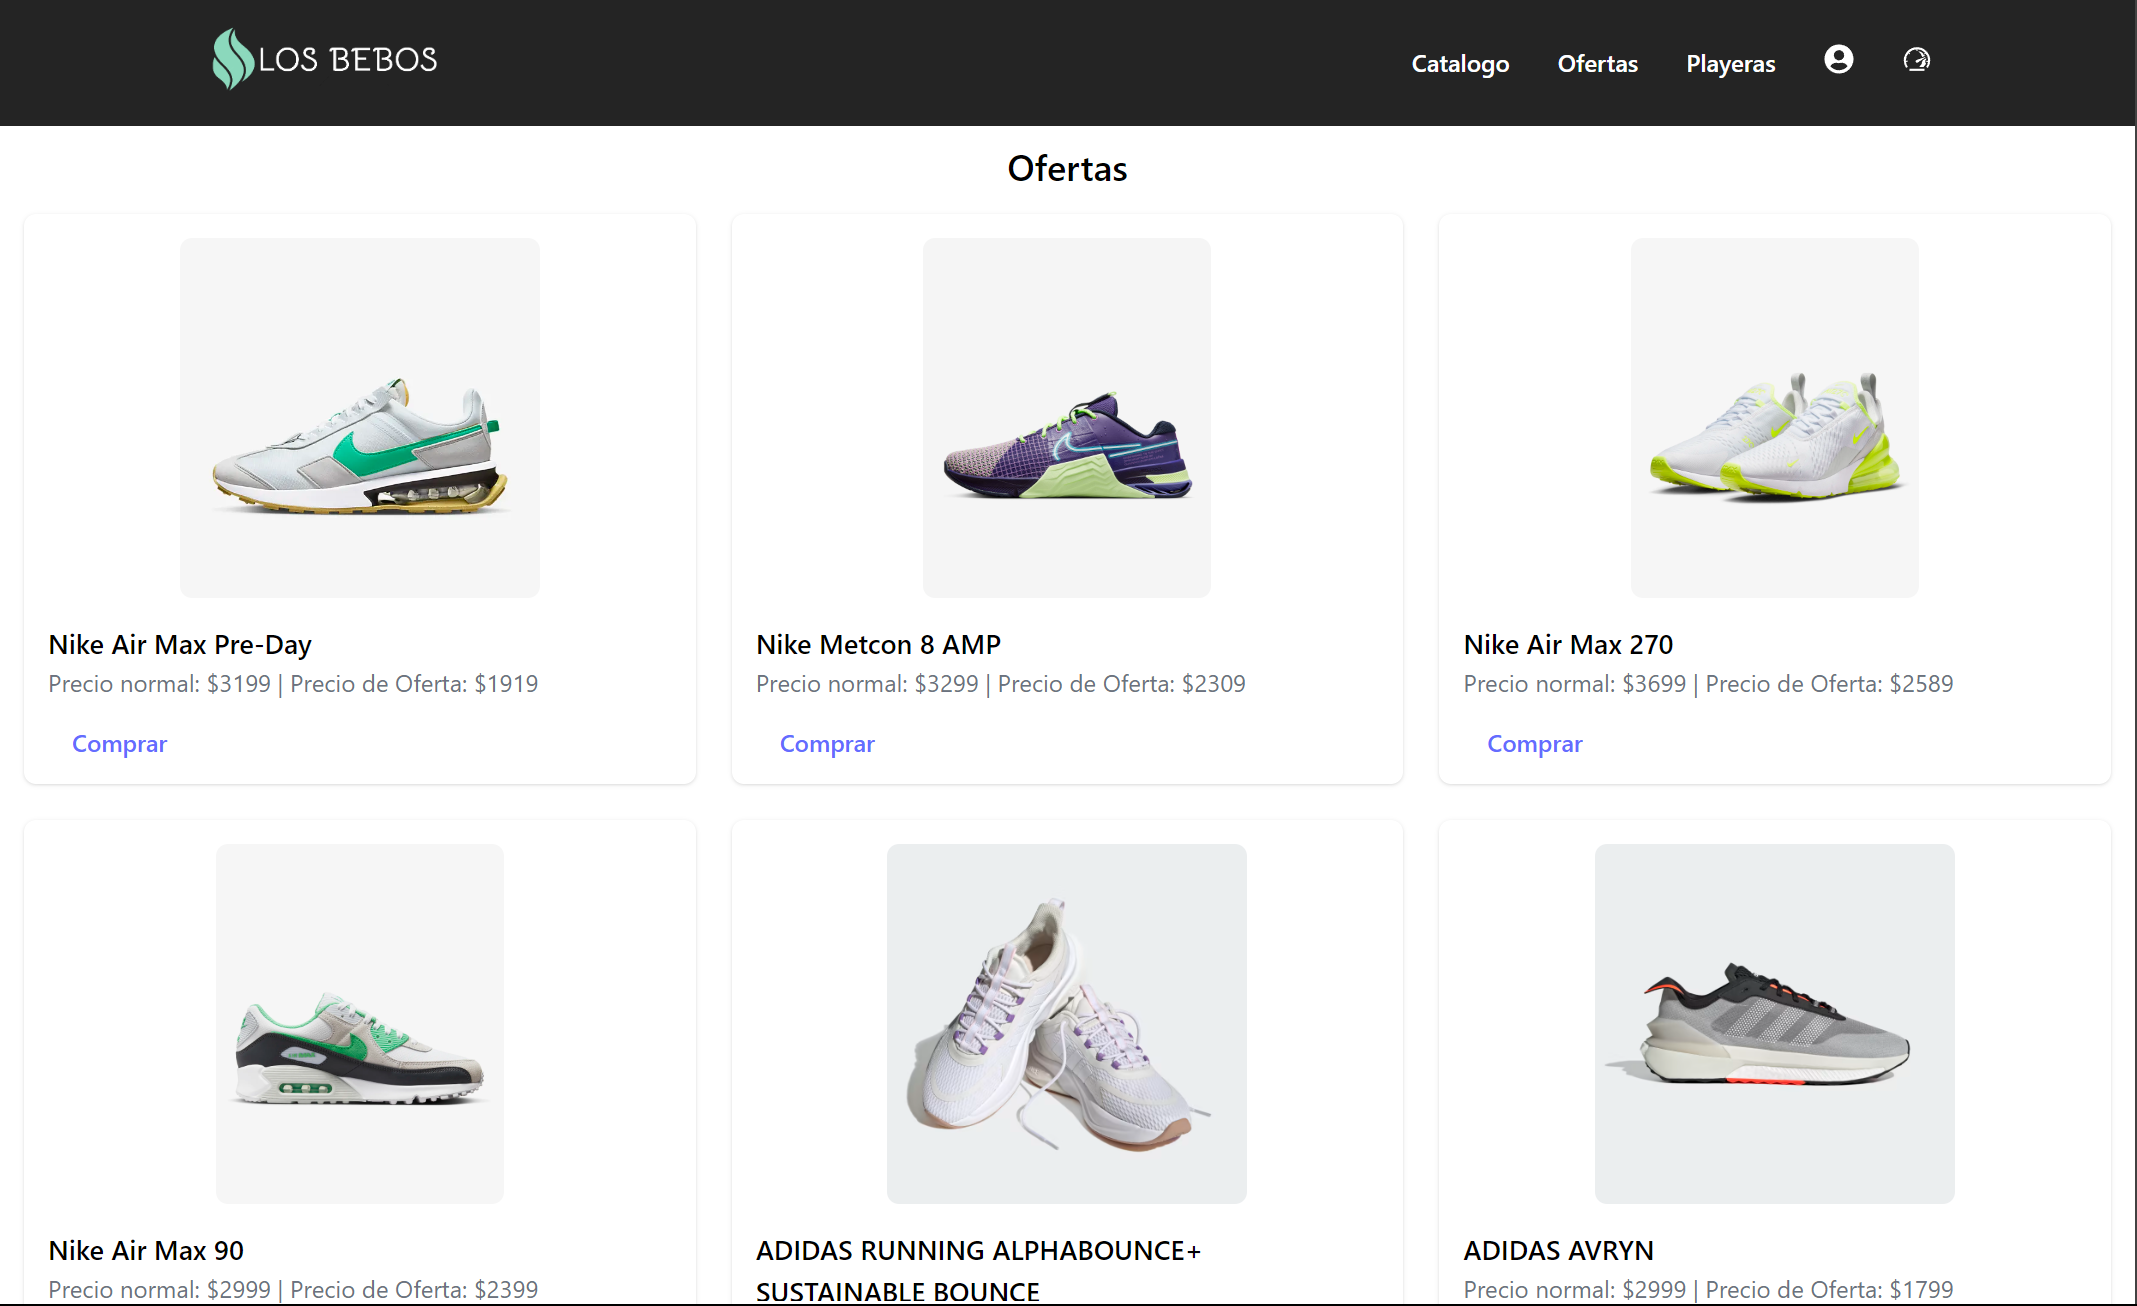 LOS BEBOS
Catalogo
Ofertas
Playeras
Ofertas
Nike Air Max Pre-Day
Precio normal: $3199 | Precio de Oferta: $1919
Comprar
Nike Metcon 8 AMP
Precio normal: $3299 | Precio de Oferta: $2309
Comprar
Nike Air Max 270
Precio normal: $3699 | Precio de Oferta: $2589
Comprar
Nike Air Max 90
Precio normal: $2999 | Precio de Oferta: $2399
ADIDAS RUNNING ALPHABOUNCE+
SUSTAINABLE BOUNCE
ADIDAS AVRYN
Precio normal: $2999 | Precio de Oferta: $1799